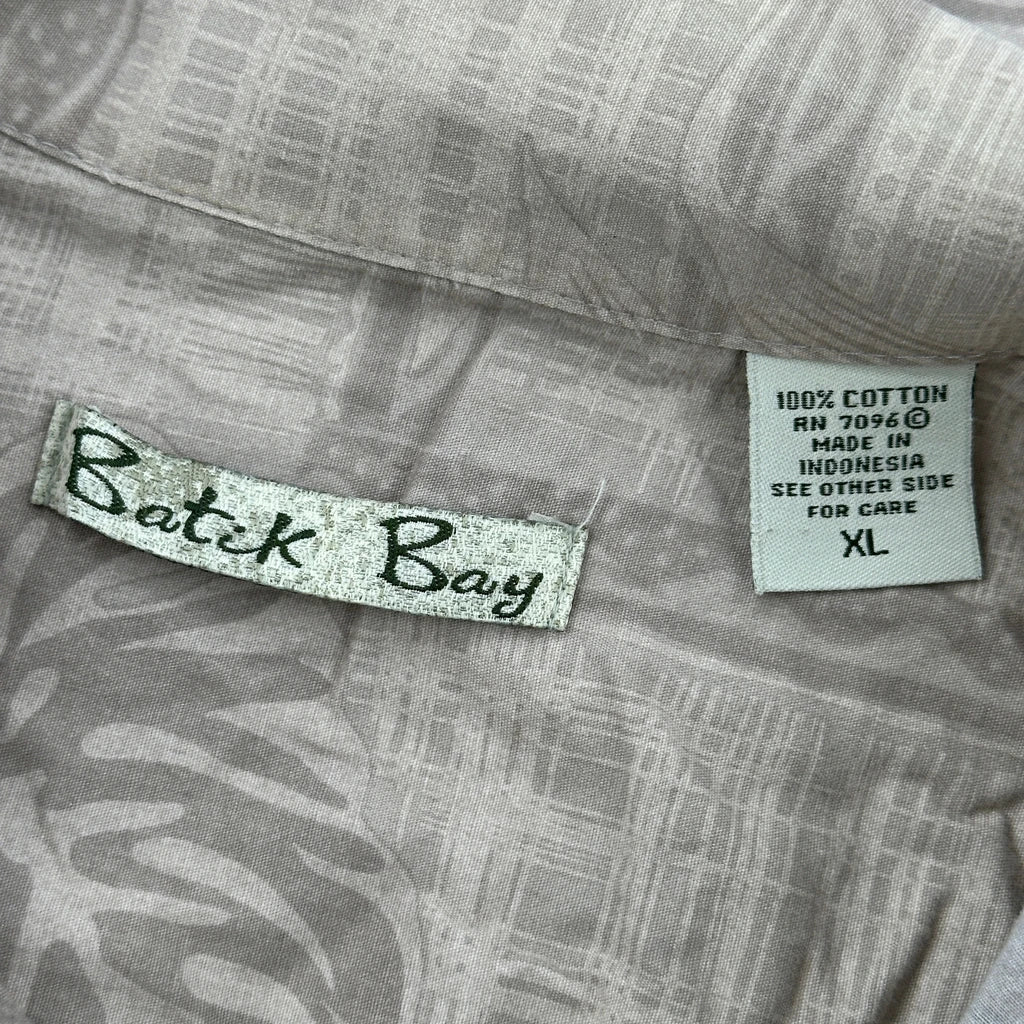 Batik Bay
100% COTTON
RN 7096©
MADE IN
INDONESIA
SEE OTHER SIDE
FOR CARE
XL